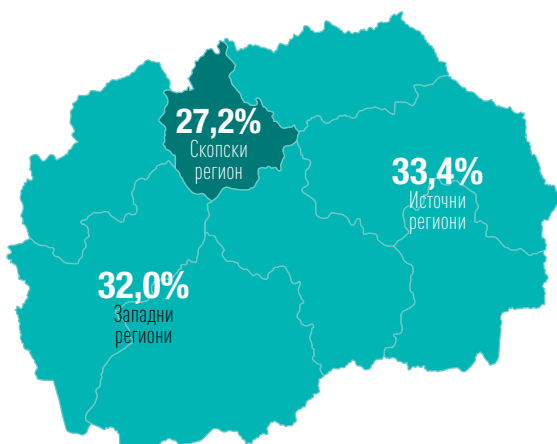 27,2%
Скопски
регион
33,4%
Источни
региони
32,0%
Западни
региони